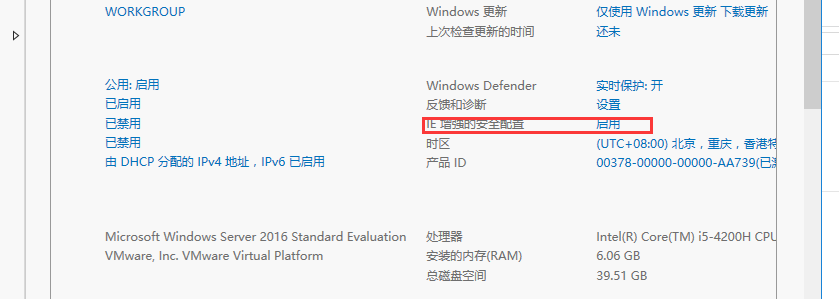 WORKGROUP Windows 更新 仅使用 Windows 更新 下载更新
上次检查更新的时间 还未
公用: 启用 Windows Defender 实时保护: 开
已启用 反馈和诊断 设置
已禁用 IE 增强的安全配置 启用
已禁用 时区 (UTC+08:00) 北京，重庆，香港特
由 DHCP 分配的 IPv4 地址，IPv6 已启用 产品 ID 00378-00000-00000-AA739(已
Microsoft Windows Server 2016 Standard Evaluation 处理器 Intel(R) Core(TM) i5-4200H CPU
VMware, Inc. VMware Virtual Platform 安装的内存(RAM) 6.06 GB
总磁盘空间 39.51 GB